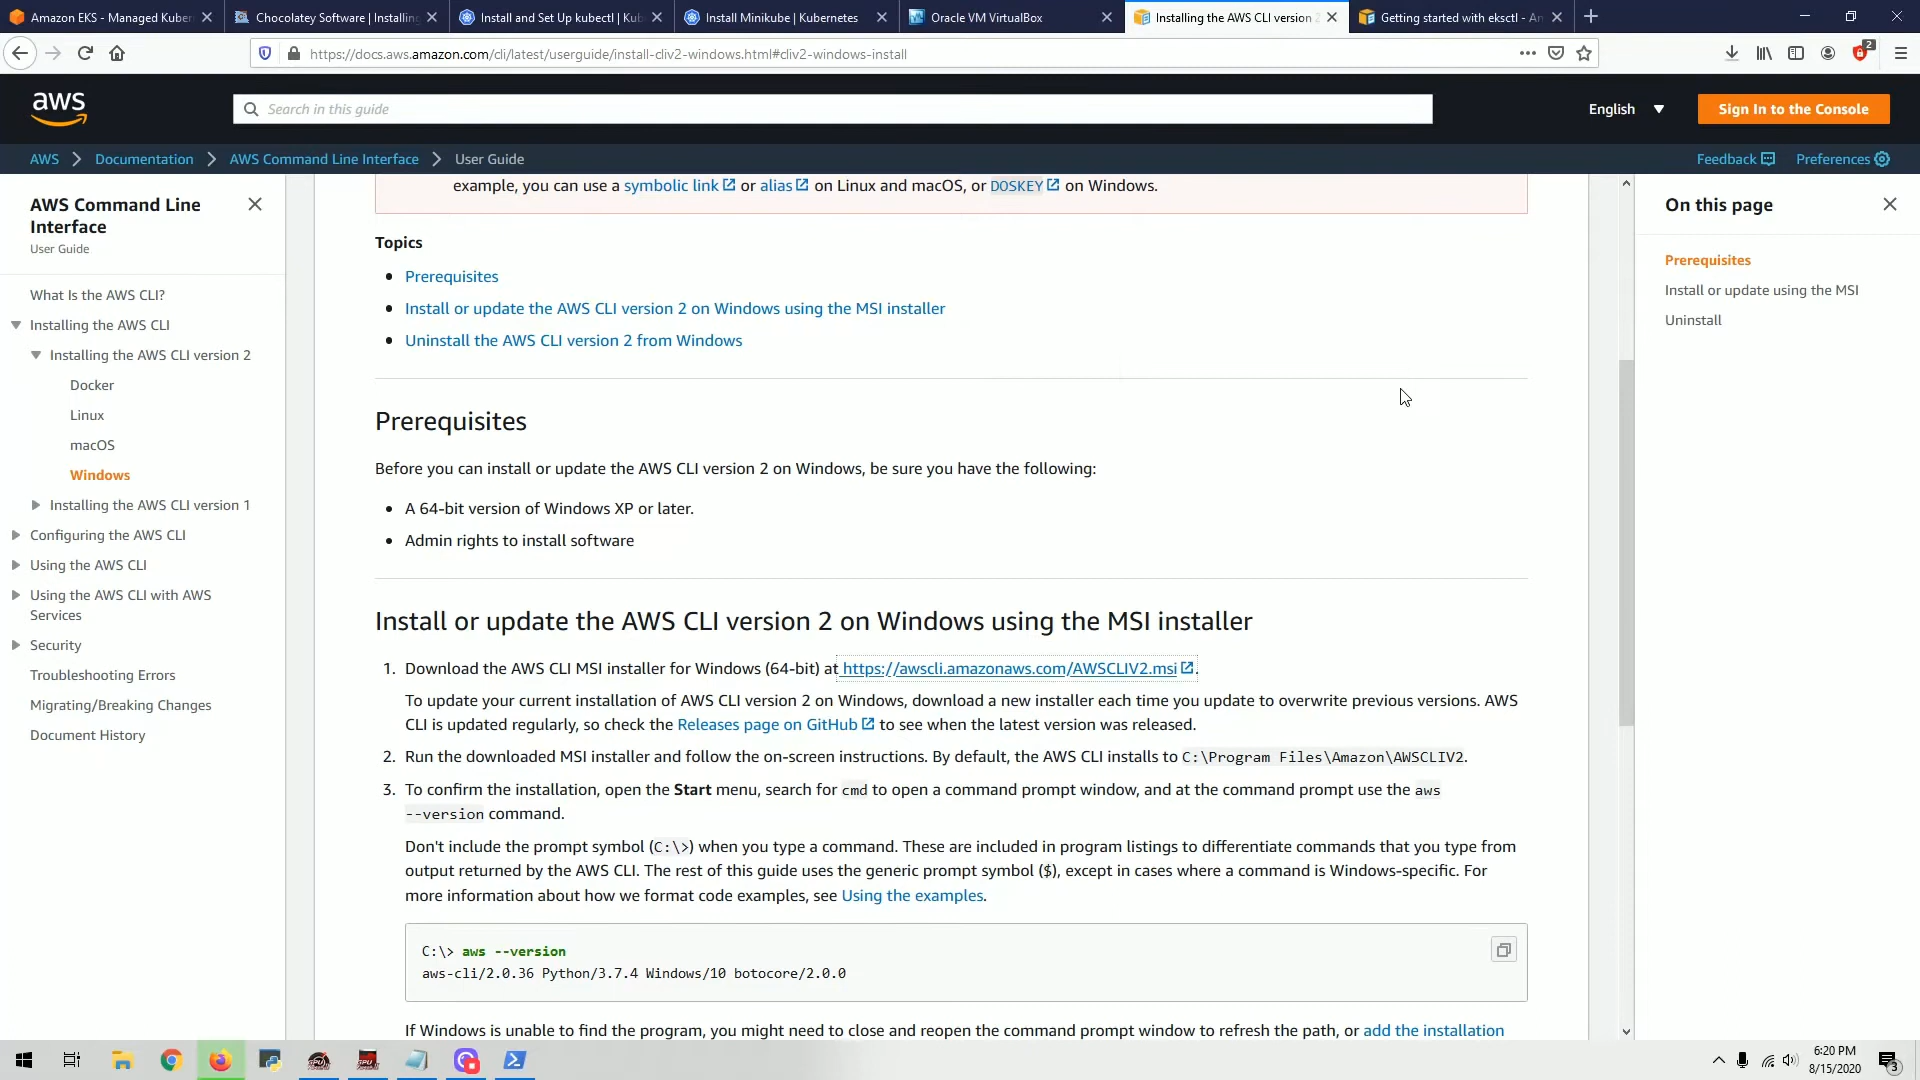 Amazon EKS - Managed Kuber
Chocolatey Software | Installing
Install and Set Up kubectl | Kub
Install Minikube | Kubernetes
Oracle VM VirtualBox
Installing the AWS CLI version 2
Getting started with eksctl - Am
https://docs.aws.amazon.com/cli/latest/userguide/install-cliv2-windows.html#cliv2-windows-install
2
aws
Search in this guide
English
Sign In to the Console
AWS
Documentation
AWS Command Line Interface
User Guide
Feedback
Preferences
AWS Command Line
Interface
User Guide
What Is the AWS CLI?
Installing the AWS CLI
Installing the AWS CLI version 2
Docker
Linux
macOS
Windows
Installing the AWS CLI version 1
Configuring the AWS CLI
Using the AWS CLI
Using the AWS CLI with AWS
Services
Security
Troubleshooting Errors
Migrating/Breaking Changes
Document History
example, you can use a symbolic link or alias on Linux and macOS, or DOSKEY on Windows.
Topics
Prerequisites
Install or update the AWS CLI version 2 on Windows using the MSI installer
Uninstall the AWS CLI version 2 from Windows
Prerequisites
Before you can install or update the AWS CLI version 2 on Windows, be sure you have the following:
A 64-bit version of Windows XP or later.
Admin rights to install software
Install or update the AWS CLI version 2 on Windows using the MSI installer
1. Download the AWS CLI MSI installer for Windows (64-bit) at https://awscli.amazonaws.com/AWSCLIV2.msi .
To update your current installation of AWS CLI version 2 on Windows, download a new installer each time you update to overwrite previous versions. AWS
CLI is updated regularly, so check the Releases page on GitHub to see when the latest version was released.
2. Run the downloaded MSI installer and follow the on-screen instructions. By default, the AWS CLI installs to C:\Program Files\Amazon\AWSCLIV2.
3. To confirm the installation, open the Start menu, search for cmd to open a command prompt window, and at the command prompt use the aws
--version command.
Don't include the prompt symbol (C:\>) when you type a command. These are included in program listings to differentiate commands that you type from
output returned by the AWS CLI. The rest of this guide uses the generic prompt symbol ($), except in cases where a command is Windows-specific. For
more information about how we format code examples, see Using the examples.
C:\> aws --version
aws-cli/2.0.36 Python/3.7.4 Windows/10 botocore/2.0.0
If Windows is unable to find the program, you might need to close and reopen the command prompt window to refresh the path, or add the installation
On this page
Prerequisites
Install or update using the MSI
Uninstall
6:20 PM
8/15/2020
3